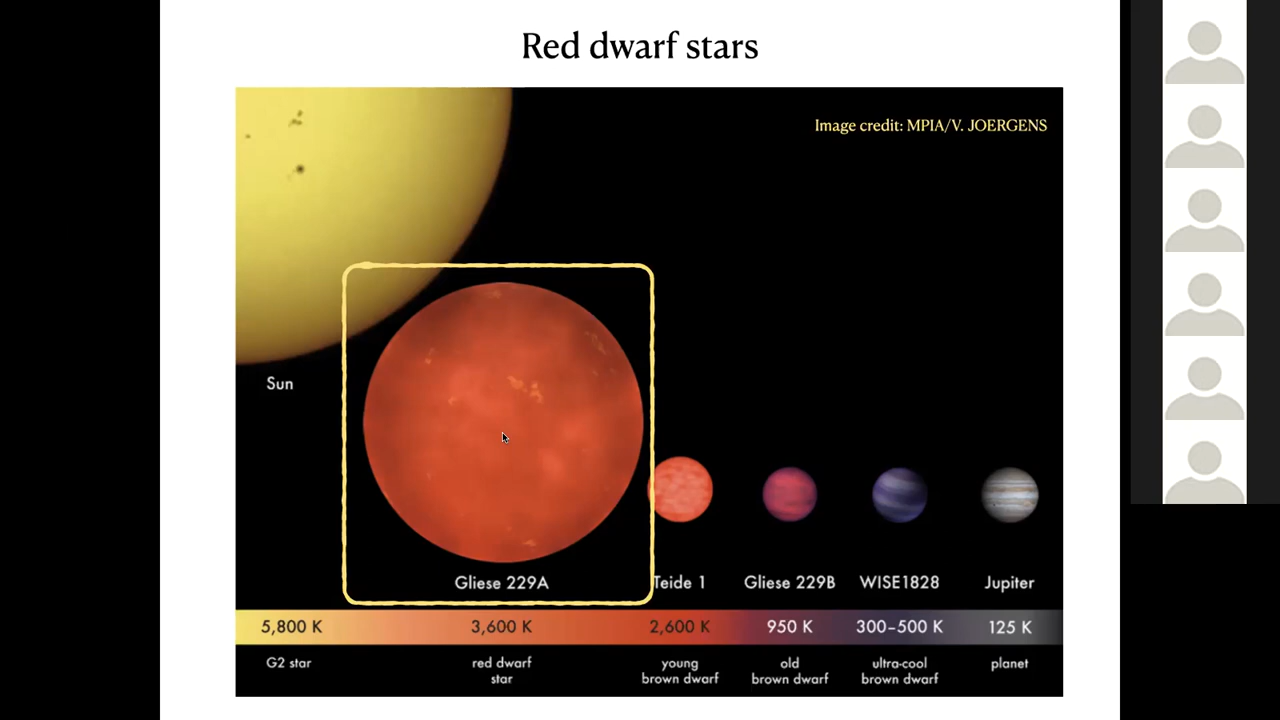 Red dwarf stars
Image credit: MPIA/V. JOERGENS
Sun
Gliese 229A
Teide 1
Gliese 229B
WISE1828
Jupiter
5,800 K
3,600 K
2,600 K
950 K
300–500 K
125 K
G2 star
red dwarf
star
young
brown dwarf
old
brown dwarf
ultra-cool
brown dwarf
planet